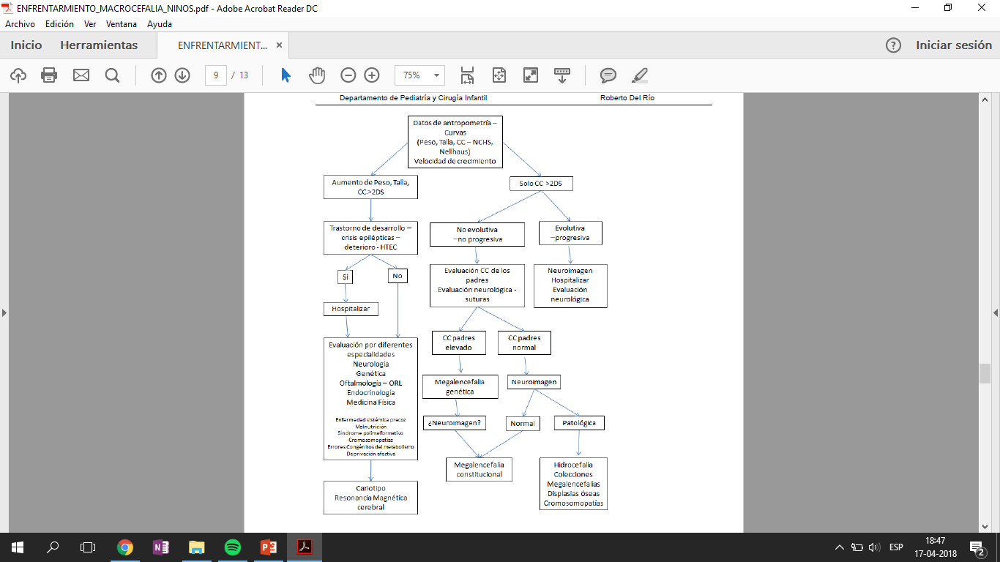 ENFRENTARMIENTO_MACROCEFALIA_NINOS.pdf - Adobe Acrobat Reader DC
Archivo Edición Ver Ventana Ayuda
Inicio Herramientas ENFRENTARMIENT... × Iniciar sesión
9 / 13 75%
Departamento de Pediatría y Cirugía Infantil Roberto Del Río
Datos de antropometría –
Curvas
(Peso, Talla, CC – NCHS,
Nellhaus)
Velocidad de crecimiento
Aumento de Peso, Talla,
CC>2DS
Solo CC >2DS
Trastorno de desarrollo –
crisis epilépticas –
deterioro - HTEC
No evolutiva
–no progresiva
Evolutiva
–progresiva
Si
No
Evaluación CC de los
padres
Evaluación neurológica -
suturas
Neuroimagen
Hospitalizar
Evaluación
neurológica
Hospitalizar
Evaluación por diferentes
especialidades
Neurología
Genética
Oftalmología – ORL
Endocrinología
Medicina Física
Enfermedad sistémica precoz
Malnutrición
Síndrome polimalformativo
Cromosomopatías
Errores Congénitos del metabolismo
Deprivación afectiva
CC padres
elevado
CC padres
normal
Megalencefalia
genética
Neuroimagen
¿Neuroimagen?
Normal
Patológica
Megalencefalia
constitucional
Hidrocefalia
Colecciones
Megalencefalias
Displasias óseas
Cromosomopatías
Cariotipo
Resonancia Magnética
cerebral
ESP
18:47
17-04-2018
2